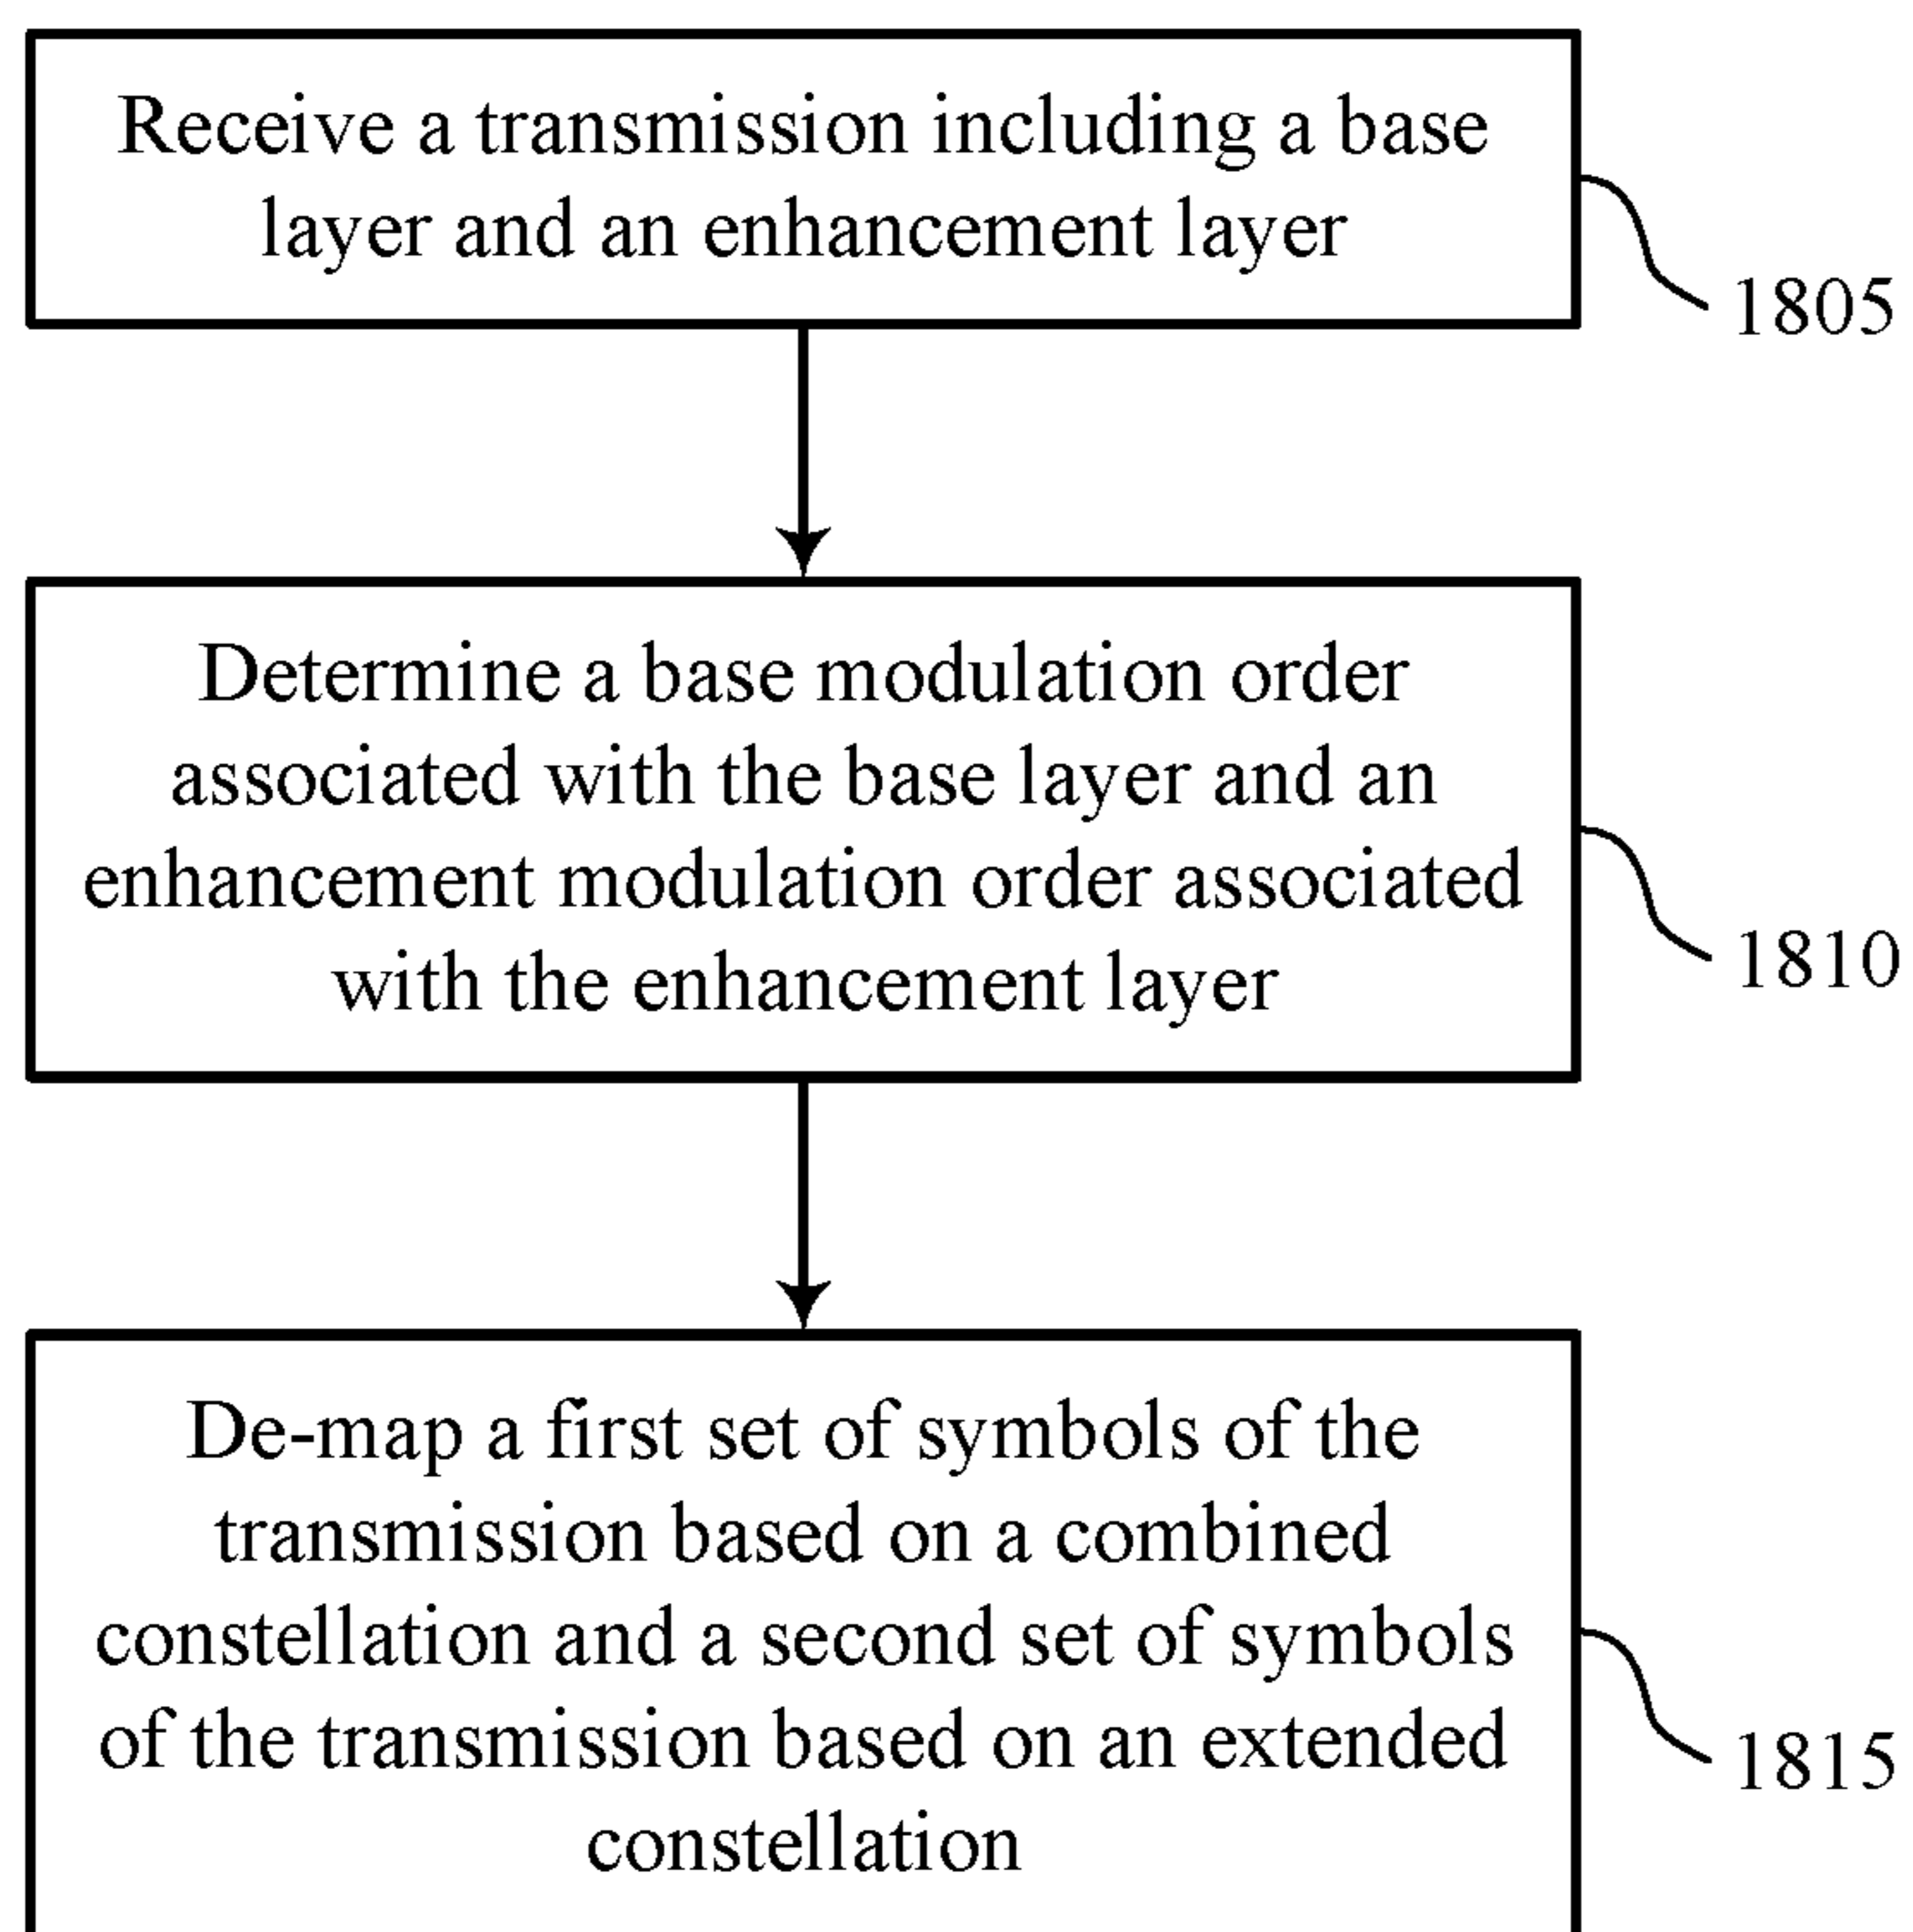 Receive a transmission including a base
layer and an enhancement layer
1805
Determine a base modulation order
associated with the base layer and an
enhancement modulation order associated
with the enhancement layer
1810
De-map a first set of symbols of the
transmission based on a combined
constellation and a second set of symbols
of the transmission based on an extended
constellation
1815